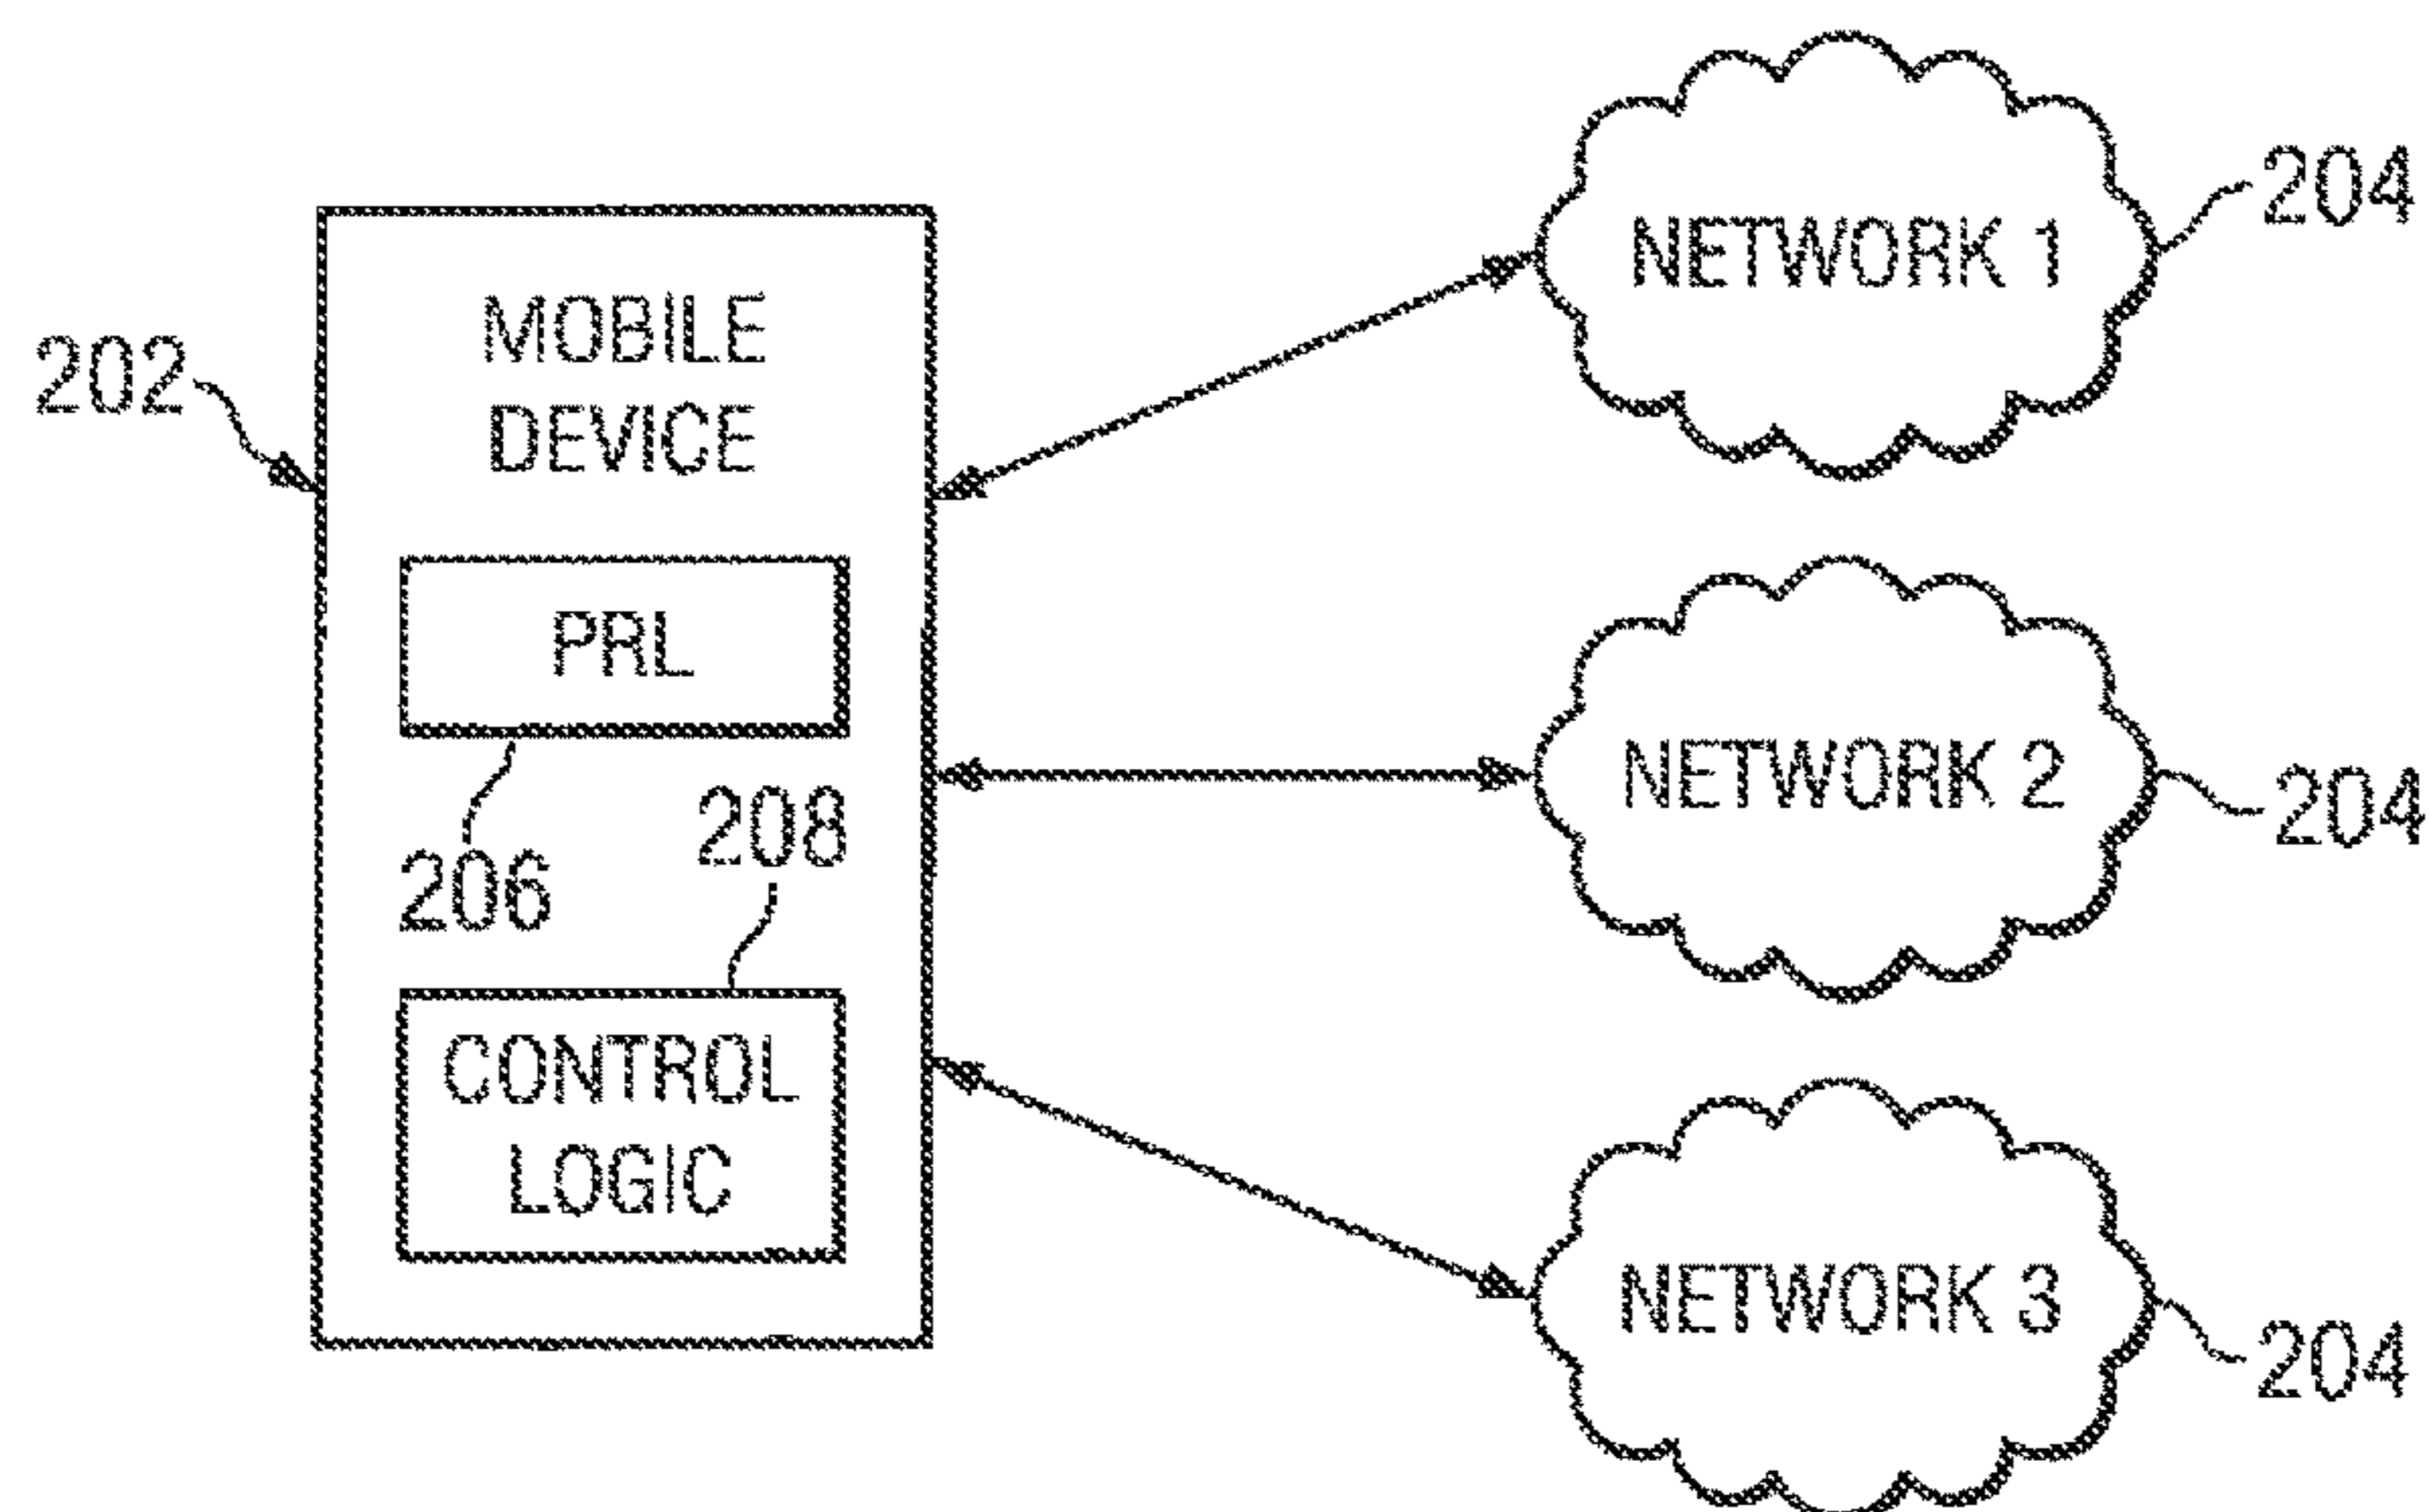 202
MOBILE
DEVICE
PRL
206
208
CONTROL
LOGIC
NETWORK 1
204
NETWORK 2
204
NETWORK 3
204